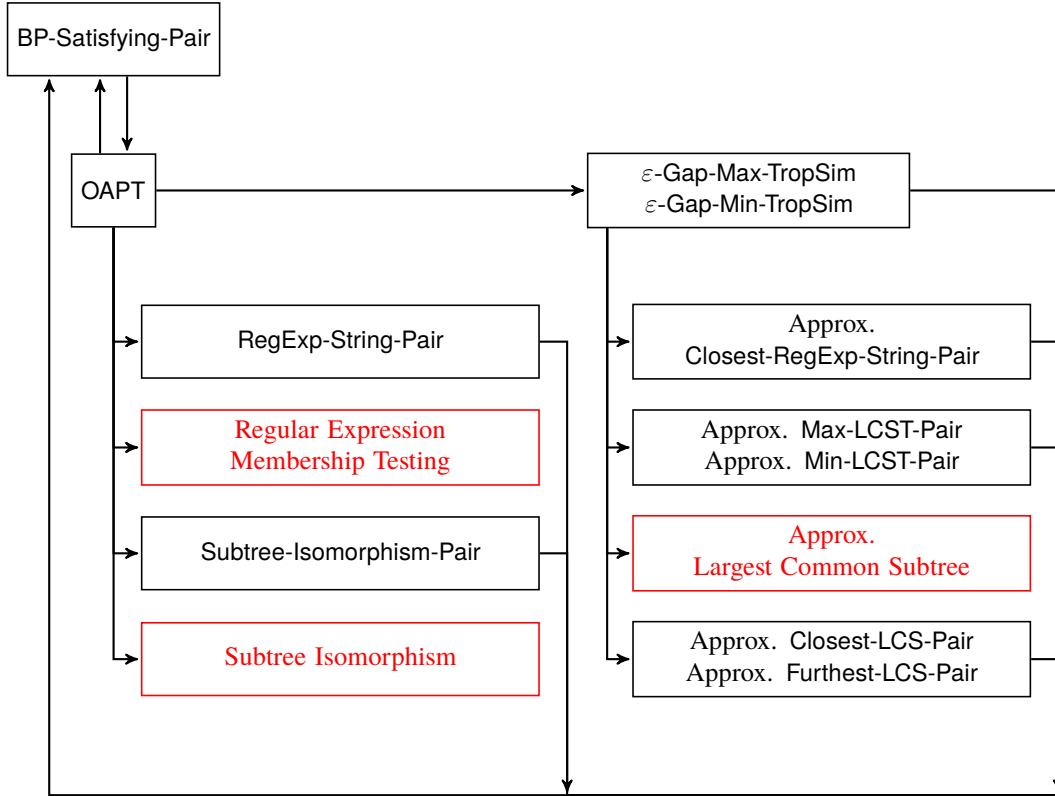 BP-Satisfying-Pair
OAPT
ε-Gap-Max-TropSim
ε-Gap-Min-TropSim
RegExp-String-Pair
Regular Expression
Membership Testing
Subtree-Isomorphism-Pair
Subtree Isomorphism
Approx.
Closest-RegExp-String-Pair
Approx. Max-LCST-Pair
Approx. Min-LCST-Pair
Approx.
Largest Common Subtree
Approx. Closest-LCS-Pair
Approx. Furthest-LCS-Pair